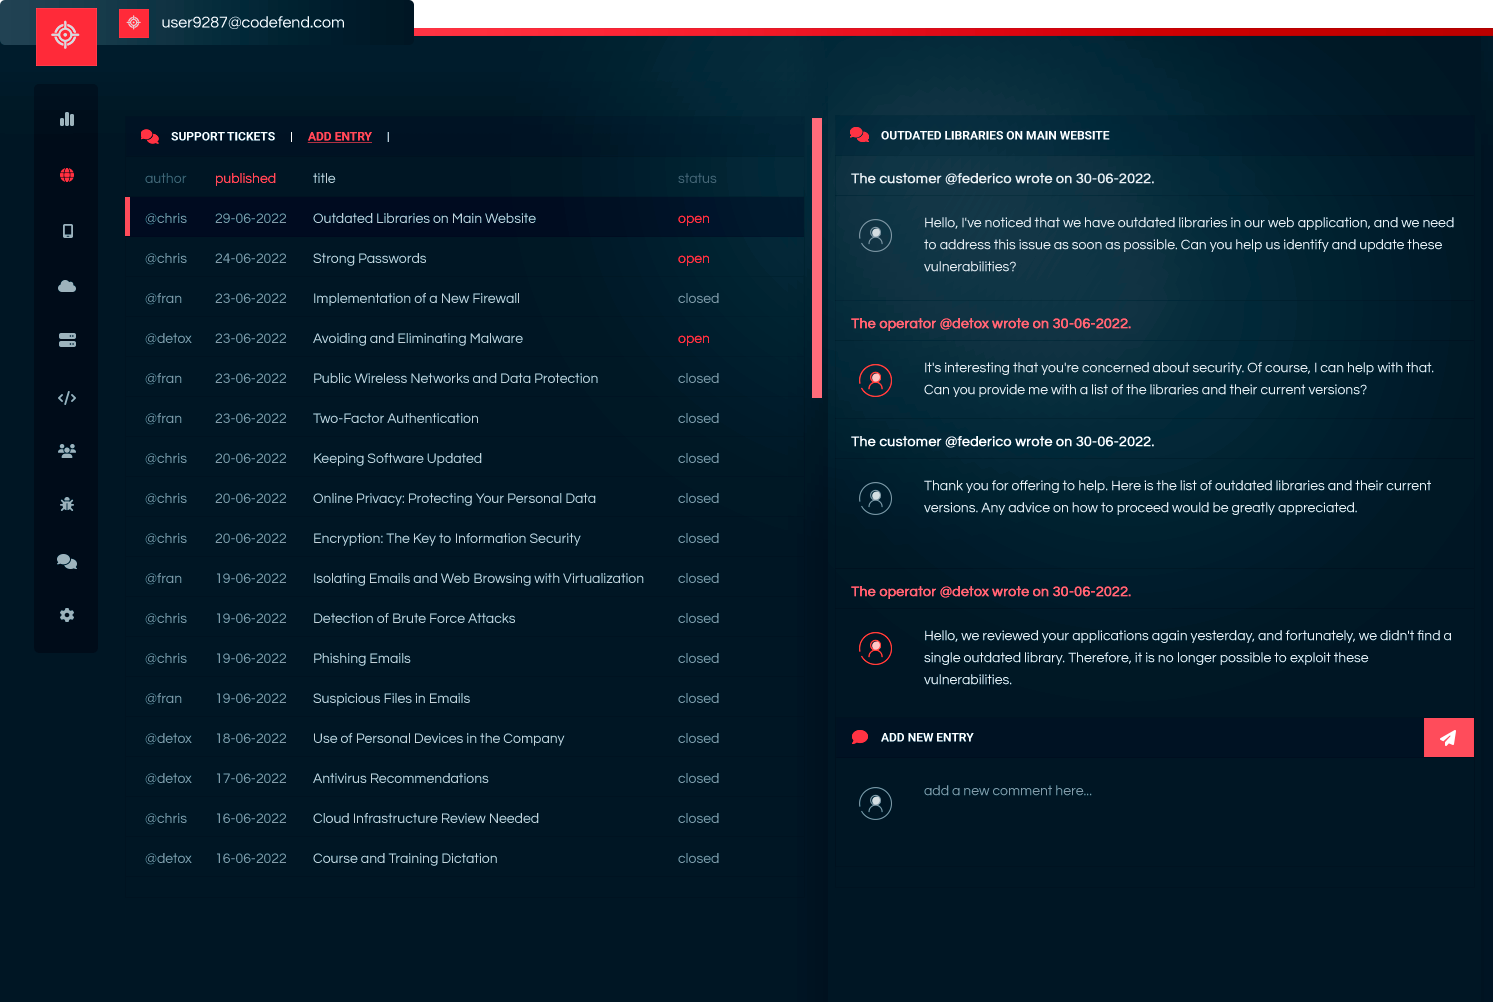 user9287@codefend.com
SUPPORT TICKETS | ADD ENTRY |
author published title status
@chris 29-06-2022 Outdated Libraries on Main Website open
@chris 24-06-2022 Strong Passwords open
@fran 23-06-2022 Implementation of a New Firewall closed
@detox 23-06-2022 Avoiding and Eliminating Malware open
@fran 23-06-2022 Public Wireless Networks and Data Protection closed
@fran 23-06-2022 Two-Factor Authentication closed
@chris 20-06-2022 Keeping Software Updated closed
@chris 20-06-2022 Online Privacy: Protecting Your Personal Data closed
@chris 20-06-2022 Encryption: The Key to Information Security closed
@fran 19-06-2022 Isolating Emails and Web Browsing with Virtualization closed
@chris 19-06-2022 Detection of Brute Force Attacks closed
@chris 19-06-2022 Phishing Emails closed
@fran 19-06-2022 Suspicious Files in Emails closed
@detox 18-06-2022 Use of Personal Devices in the Company closed
@detox 17-06-2022 Antivirus Recommendations closed
@chris 16-06-2022 Cloud Infrastructure Review Needed closed
@detox 16-06-2022 Course and Training Dictation closed
OUTDATED LIBRARIES ON MAIN WEBSITE
The customer @federico wrote on 30-06-2022.
Hello, I've noticed that we have outdated libraries in our web application, and we need
to address this issue as soon as possible. Can you help us identify and update these
vulnerabilities?
The operator @detox wrote on 30-06-2022.
It's interesting that you're concerned about security. Of course, I can help with that.
Can you provide me with a list of the libraries and their current versions?
The customer @federico wrote on 30-06-2022.
Thank you for offering to help. Here is the list of outdated libraries and their current
versions. Any advice on how to proceed would be greatly appreciated.
The operator @detox wrote on 30-06-2022.
Hello, we reviewed your applications again yesterday, and fortunately, we didn't find a
single outdated library. Therefore, it is no longer possible to exploit these
vulnerabilities.
ADD NEW ENTRY
add a new comment here...